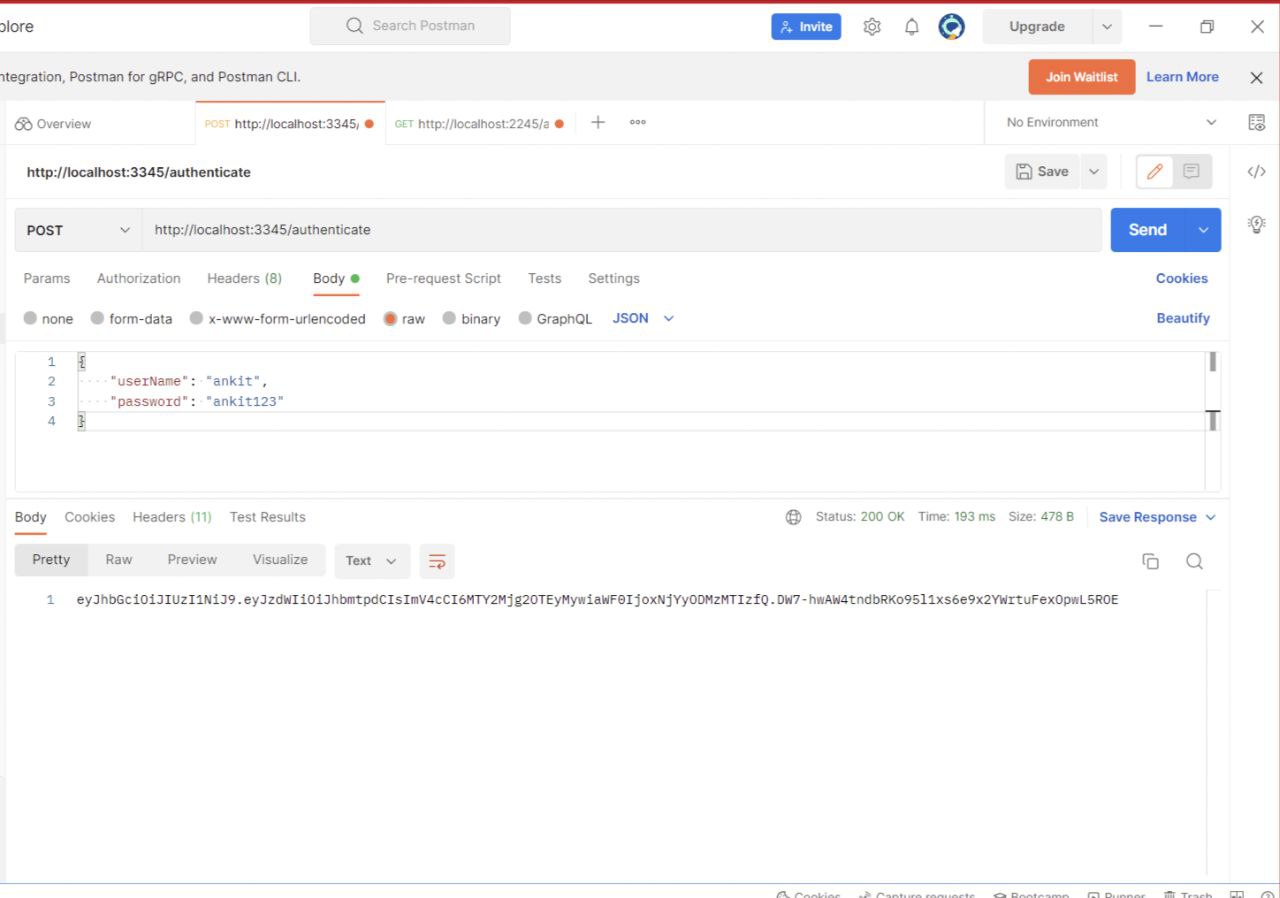 plore
Search Postman
Invite
Upgrade
ntegration, Postman for gRPC, and Postman CLI.
Join Waitlist
Learn More
Overview
POST http://localhost:3345/
GET http://localhost:2245/a
No Environment
http://localhost:3345/authenticate
Save
POST
http://localhost:3345/authenticate
Send
Params Authorization Headers (8) Body Pre-request Script Tests Settings
Cookies
none form-data x-www-form-urlencoded raw binary GraphQL JSON
Beautify
1 {
2 "userName": "ankit",
3 "password": "ankit123"
4 }
Body Cookies Headers (11) Test Results
Status: 200 OK Time: 193 ms Size: 478 B Save Response
Pretty Raw Preview Visualize Text
1 eyJhbGciOiJIUzI1NiJ9.eyJzdWIiOiJhbmtpdCIsImV4cCI6MTY2Mjg2OTEyMywiaWF0IjoxNjYyODMzMTIzfQ.DW7-hwAW4tndbRKo95l1xs6e9x2YWrtuFexOpwL5ROE
Cookies Capture requests Bootcamp Runner Trash